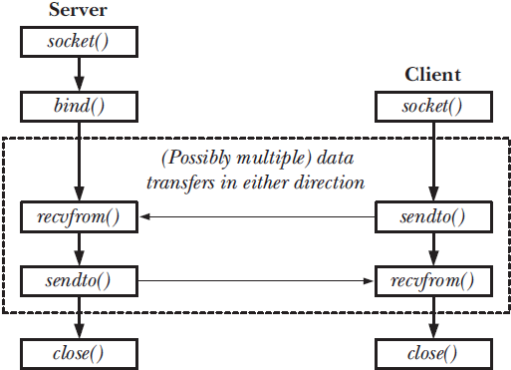 Server
socket()
Client
bind()
socket()
(Possibly multiple) data
transfers in either direction
recvfrom()
sendto()
sendto()
recvfrom()
close()
close()